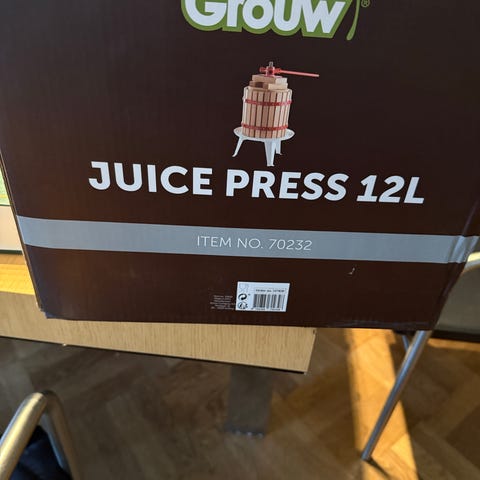 Grouw
®
JUICE PRESS 12L
ITEM NO. 70232